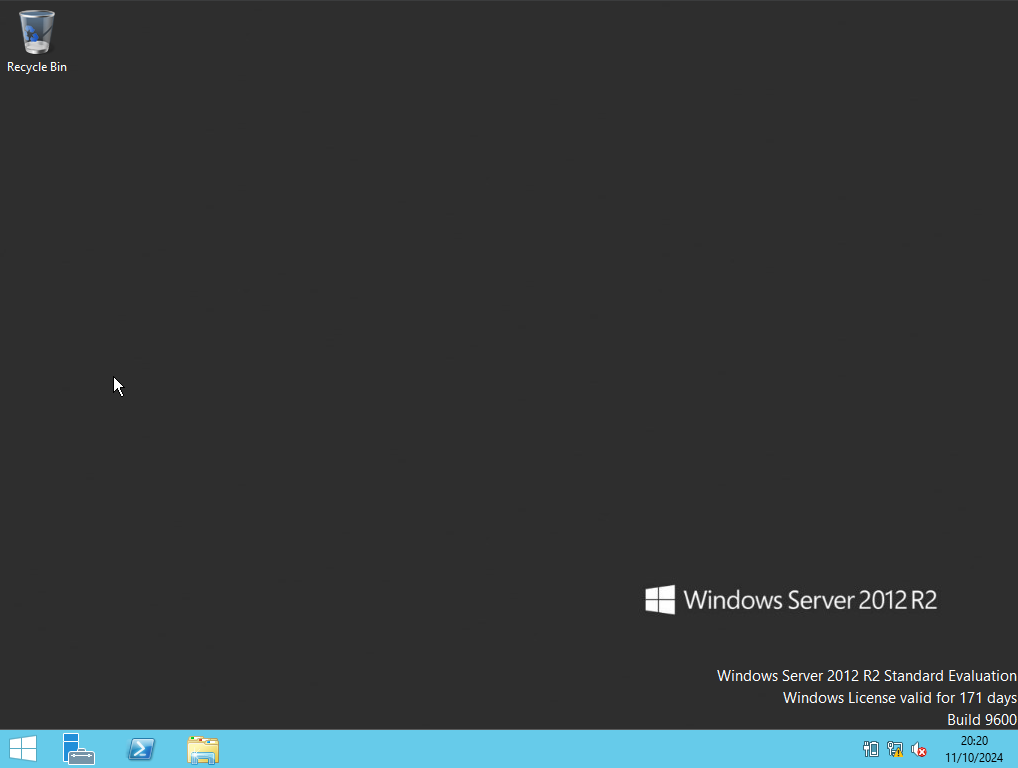 Recycle Bin
Windows Server 2012 R2
Windows Server 2012 R2 Standard Evaluation
Windows License valid for 171 days
Build 9600
20:20
11/10/2024